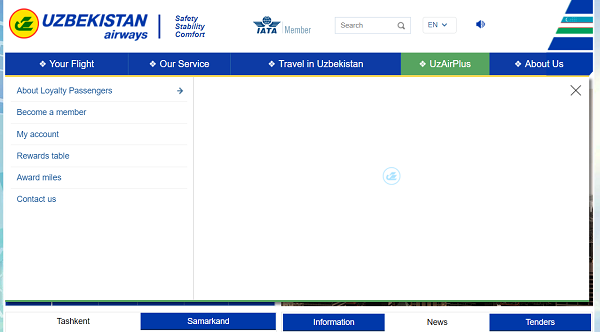 UZBEKISTAN
airways
Safety
Stability
Comfort
IATA
Member
Search
EN
❖ Your Flight
❖ Our Service
❖ Travel in Uzbekistan
❖ UzAirPlus
❖ About Us
About Loyalty Passengers
Become a member
My account
Rewards table
Award miles
Contact us
Tashkent
Samarkand
Information
News
Tenders